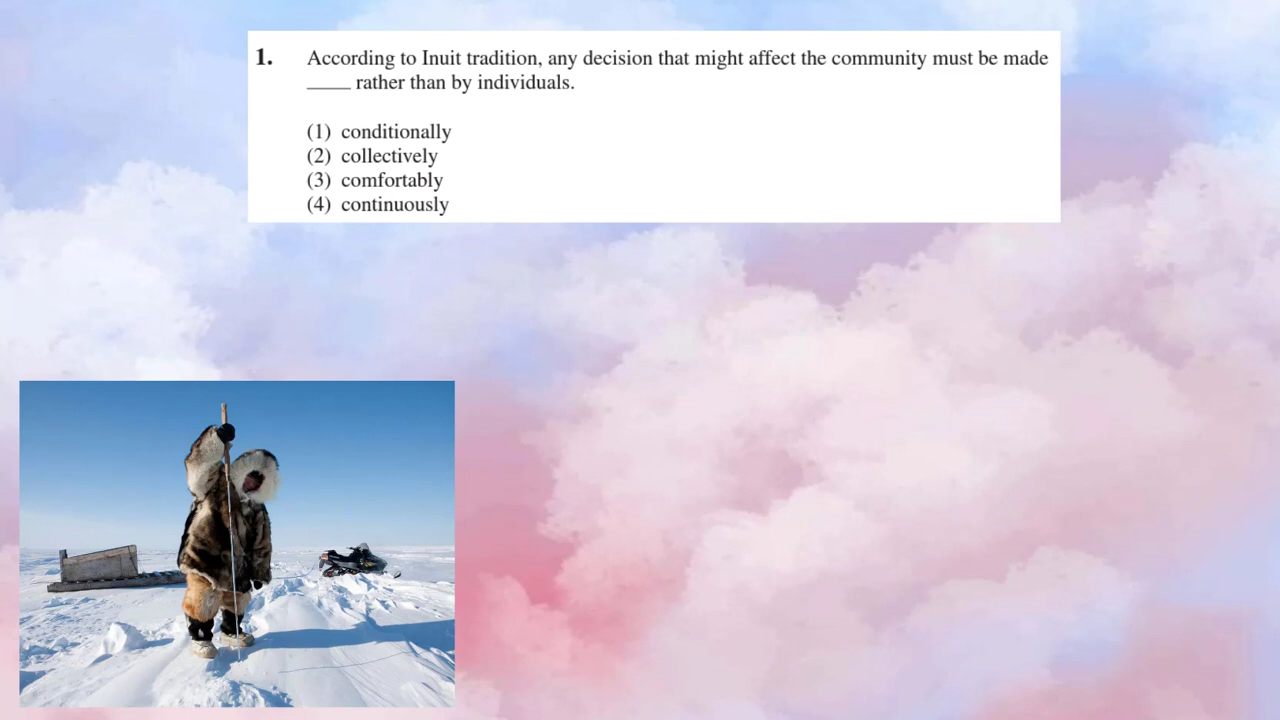 1. According to Inuit tradition, any decision that might affect the community must be made
____ rather than by individuals.
(1) conditionally
(2) collectively
(3) comfortably
(4) continuously